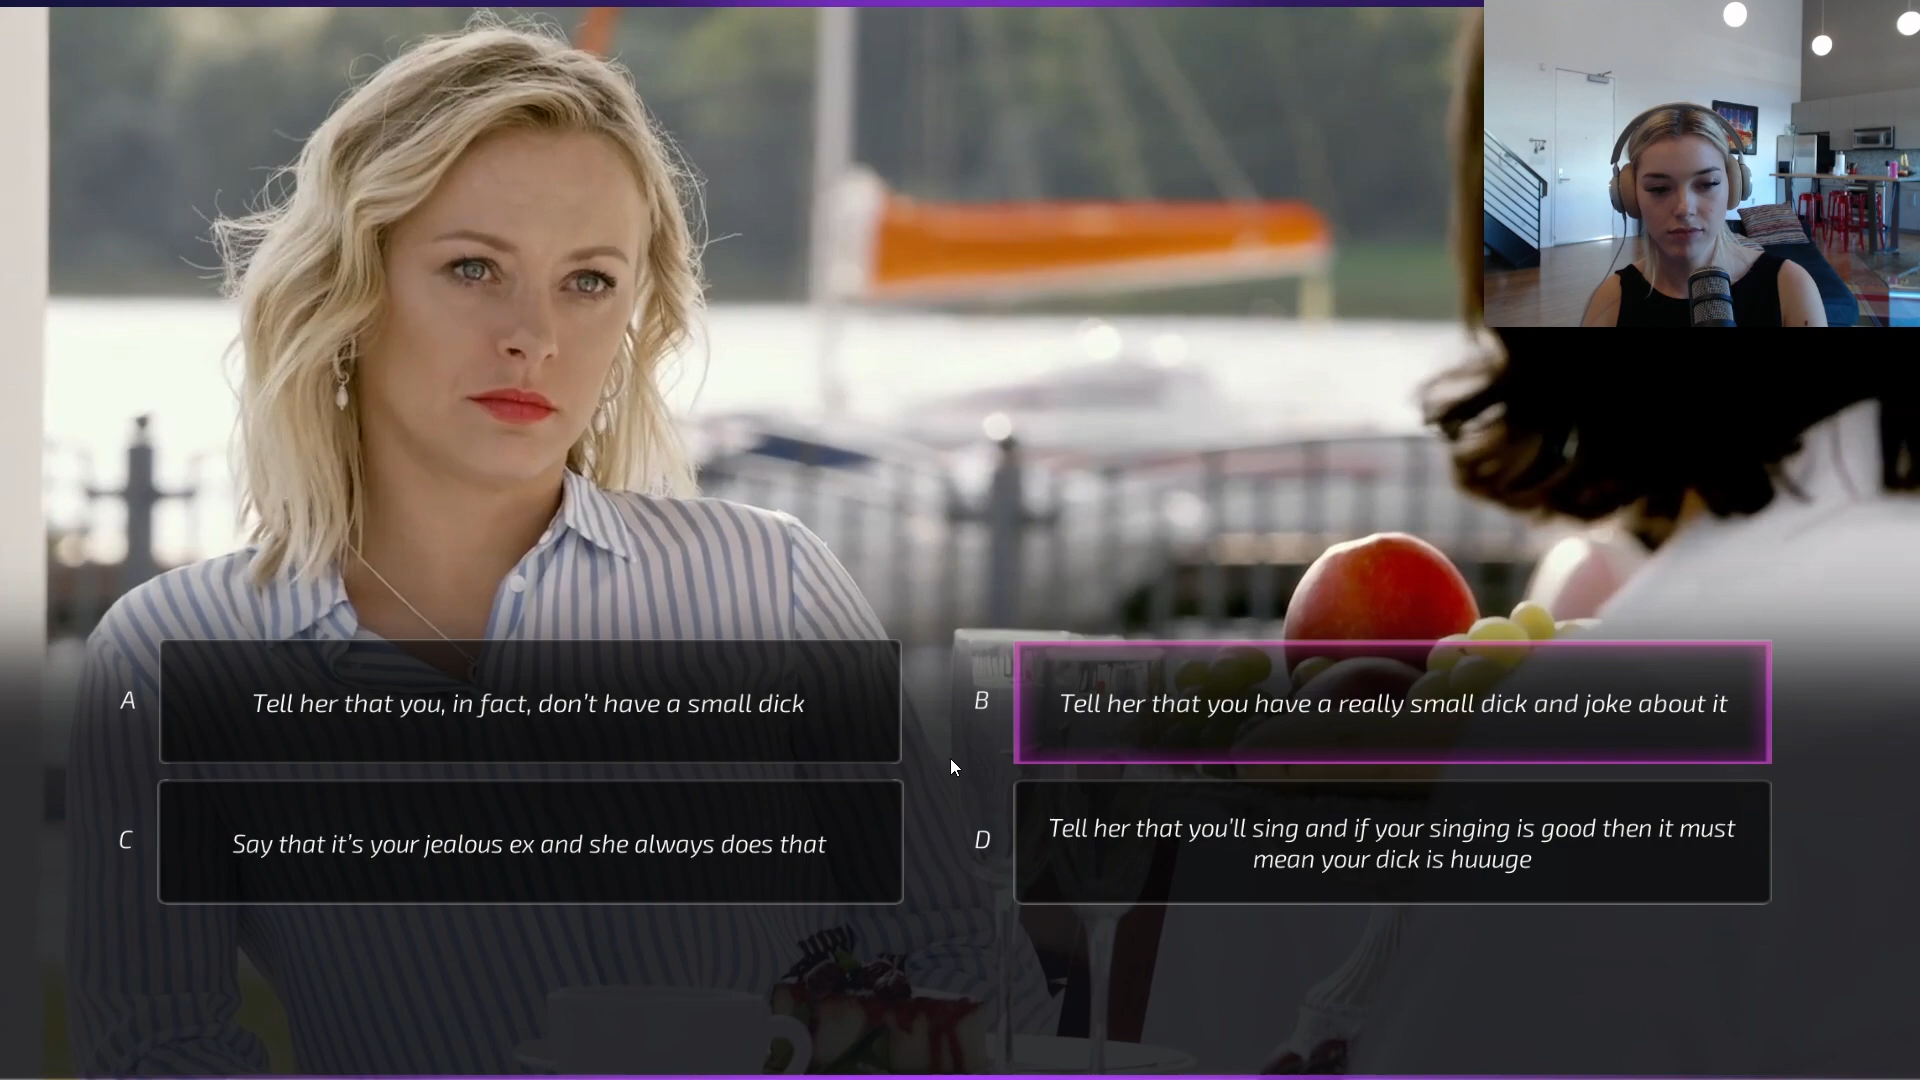 A
Tell her that you, in fact, don't have a small dick
B
Tell her that you have a really small dick and joke about it
C
Say that it's your jealous ex and she always does that
D
Tell her that you'll sing and if your singing is good then it must
mean your dick is huuuge